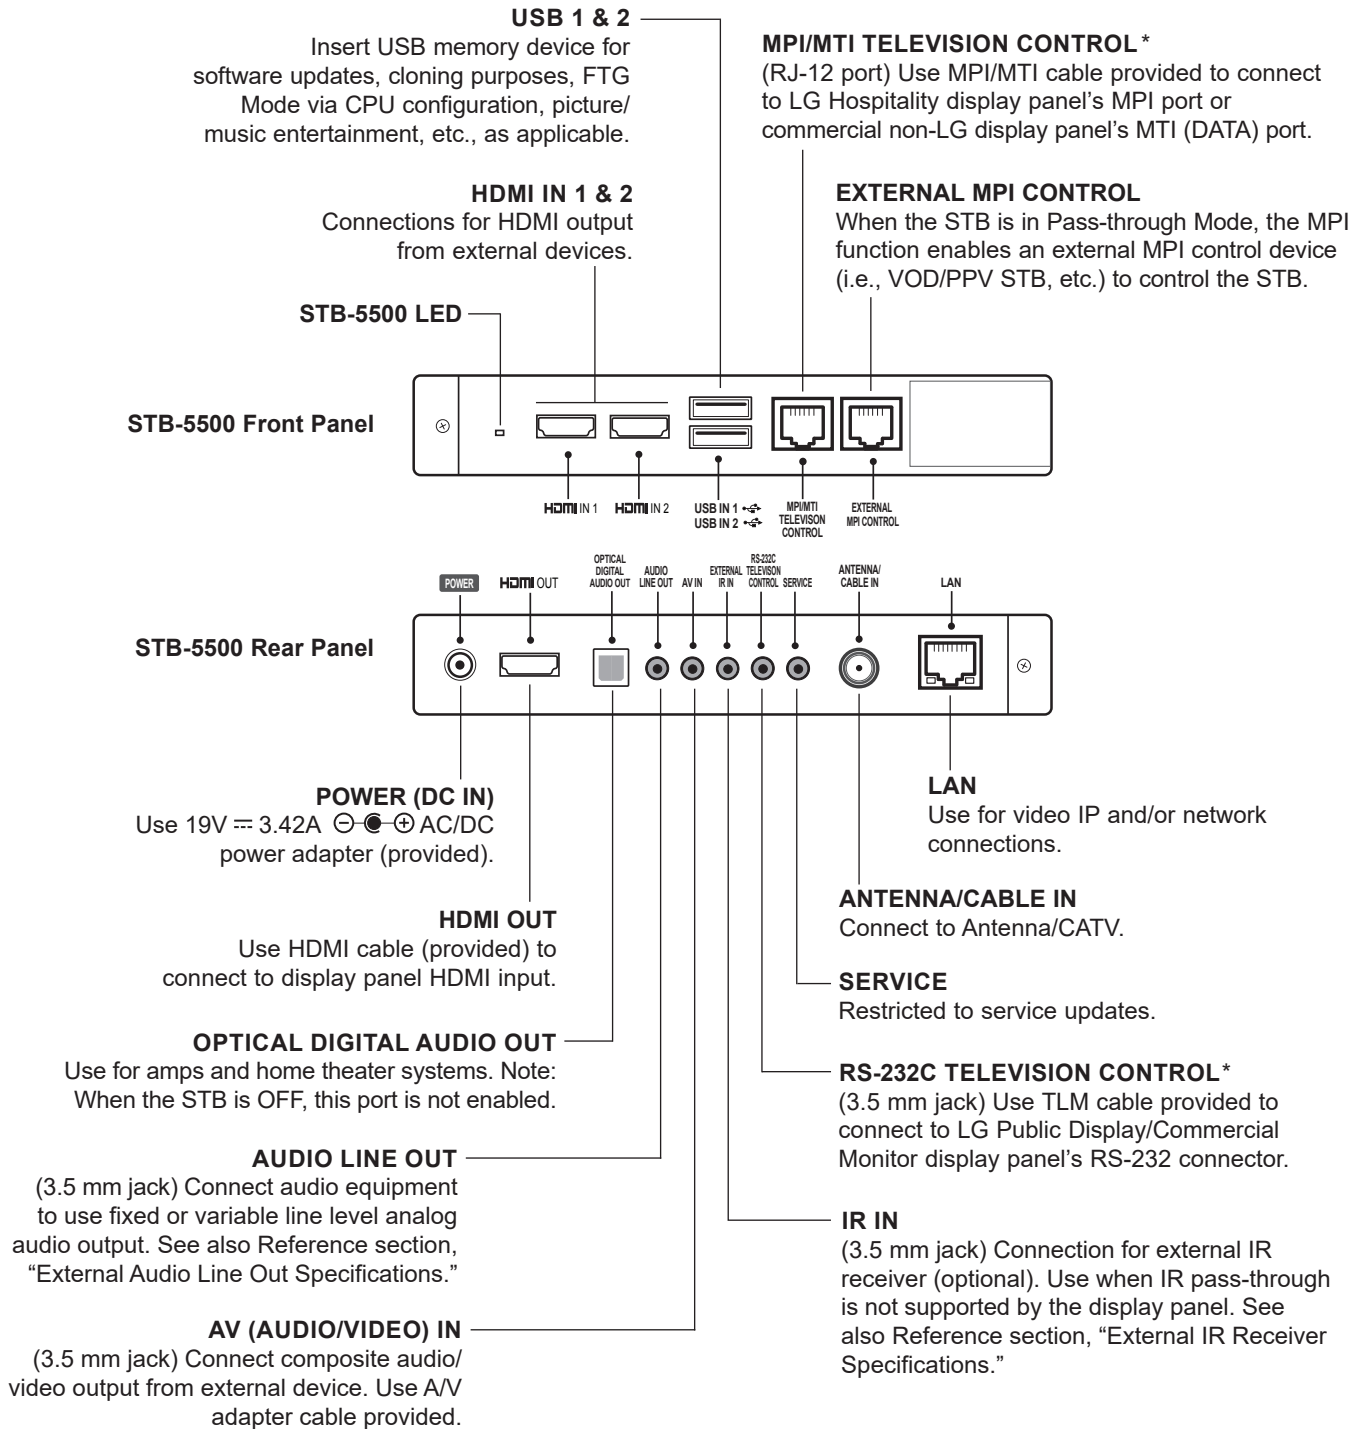 USB 1 & 2
Insert USB memory device for
software updates, cloning purposes, FTG
Mode via CPU configuration, picture/
music entertainment, etc., as applicable.
MPI/MTI TELEVISION CONTROL*
(RJ-12 port) Use MPI/MTI cable provided to connect
to LG Hospitality display panel’s MPI port or
commercial non-LG display panel’s MTI (DATA) port.
HDMI IN 1 & 2
Connections for HDMI output
from external devices.
EXTERNAL MPI CONTROL
When the STB is in Pass-through Mode, the MPI
function enables an external MPI control device
(i.e., VOD/PPV STB, etc.) to control the STB.
STB-5500 LED
STB-5500 Front Panel
HDMI IN 1
HDMI IN 2
USB IN 1
USB IN 2
MPI/MTI
TELEVISON
CONTROL
EXTERNAL
MPI CONTROL
POWER
HDMI OUT
OPTICAL
DIGITAL
AUDIO OUT
AUDIO
LINE OUT
AV IN
EXTERNAL
IR IN
RS-232C
TELEVISON
CONTROL
SERVICE
ANTENNA/
CABLE IN
LAN
STB-5500 Rear Panel
POWER (DC IN)
Use 19V ⎓ 3.42A AC/DC
power adapter (provided).
LAN
Use for video IP and/or network
connections.
HDMI OUT
Use HDMI cable (provided) to
connect to display panel HDMI input.
ANTENNA/CABLE IN
Connect to Antenna/CATV.
SERVICE
Restricted to service updates.
OPTICAL DIGITAL AUDIO OUT
Use for amps and home theater systems. Note:
When the STB is OFF, this port is not enabled.
RS-232C TELEVISION CONTROL*
(3.5 mm jack) Use TLM cable provided to
connect to LG Public Display/Commercial
Monitor display panel’s RS-232 connector.
AUDIO LINE OUT
(3.5 mm jack) Connect audio equipment
to use fixed or variable line level analog
audio output. See also Reference section,
“External Audio Line Out Specifications.”
IR IN
(3.5 mm jack) Connection for external IR
receiver (optional). Use when IR pass-through
is not supported by the display panel. See
also Reference section, “External IR Receiver
Specifications.”
AV (AUDIO/VIDEO) IN
(3.5 mm jack) Connect composite audio/
video output from external device. Use A/V
adapter cable provided.